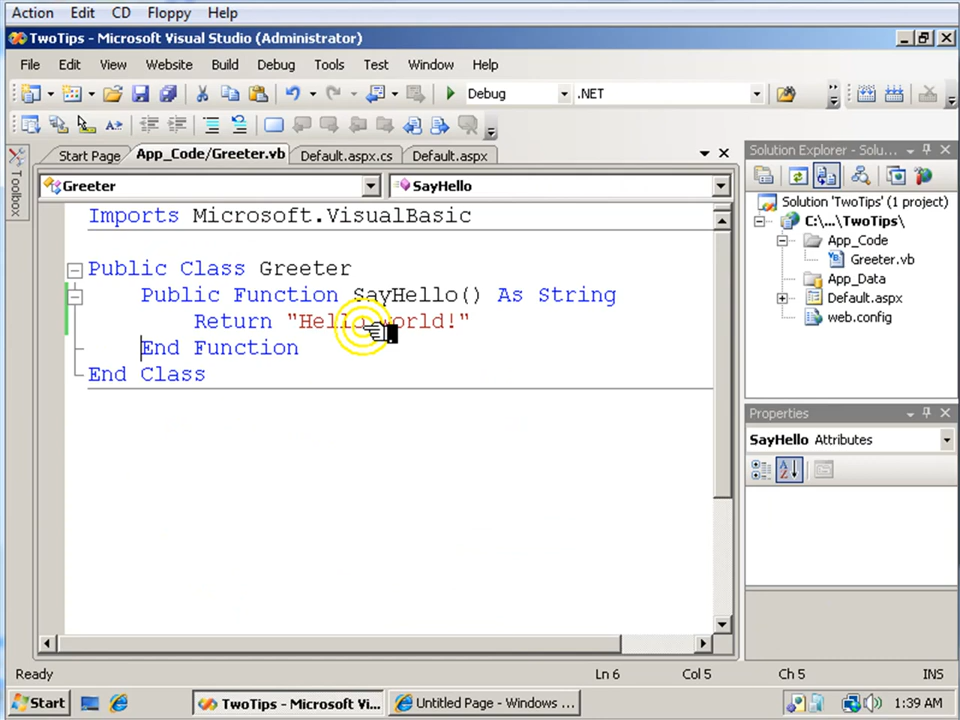 Action Edit CD Floppy Help
TwoTips - Microsoft Visual Studio (Administrator)
File Edit View Website Build Debug Tools Test Window Help
Debug .NET
Start Page App_Code/Greeter.vb Default.aspx.cs Default.aspx
Toolbox
Greeter SayHello
Imports Microsoft.VisualBasic
Public Class Greeter
Public Function SayHello() As String
Return "Hello world!"
End Function
End Class
Solution Explorer - Solu...
Solution 'TwoTips' (1 project)
C:\...\TwoTips\
App_Code
Greeter.vb
App_Data
Default.aspx
web.config
Properties
SayHello Attributes
Ready Ln 6 Col 5 Ch 5 INS
Start TwoTips - Microsoft Vi... Untitled Page - Windows ... 1:39 AM